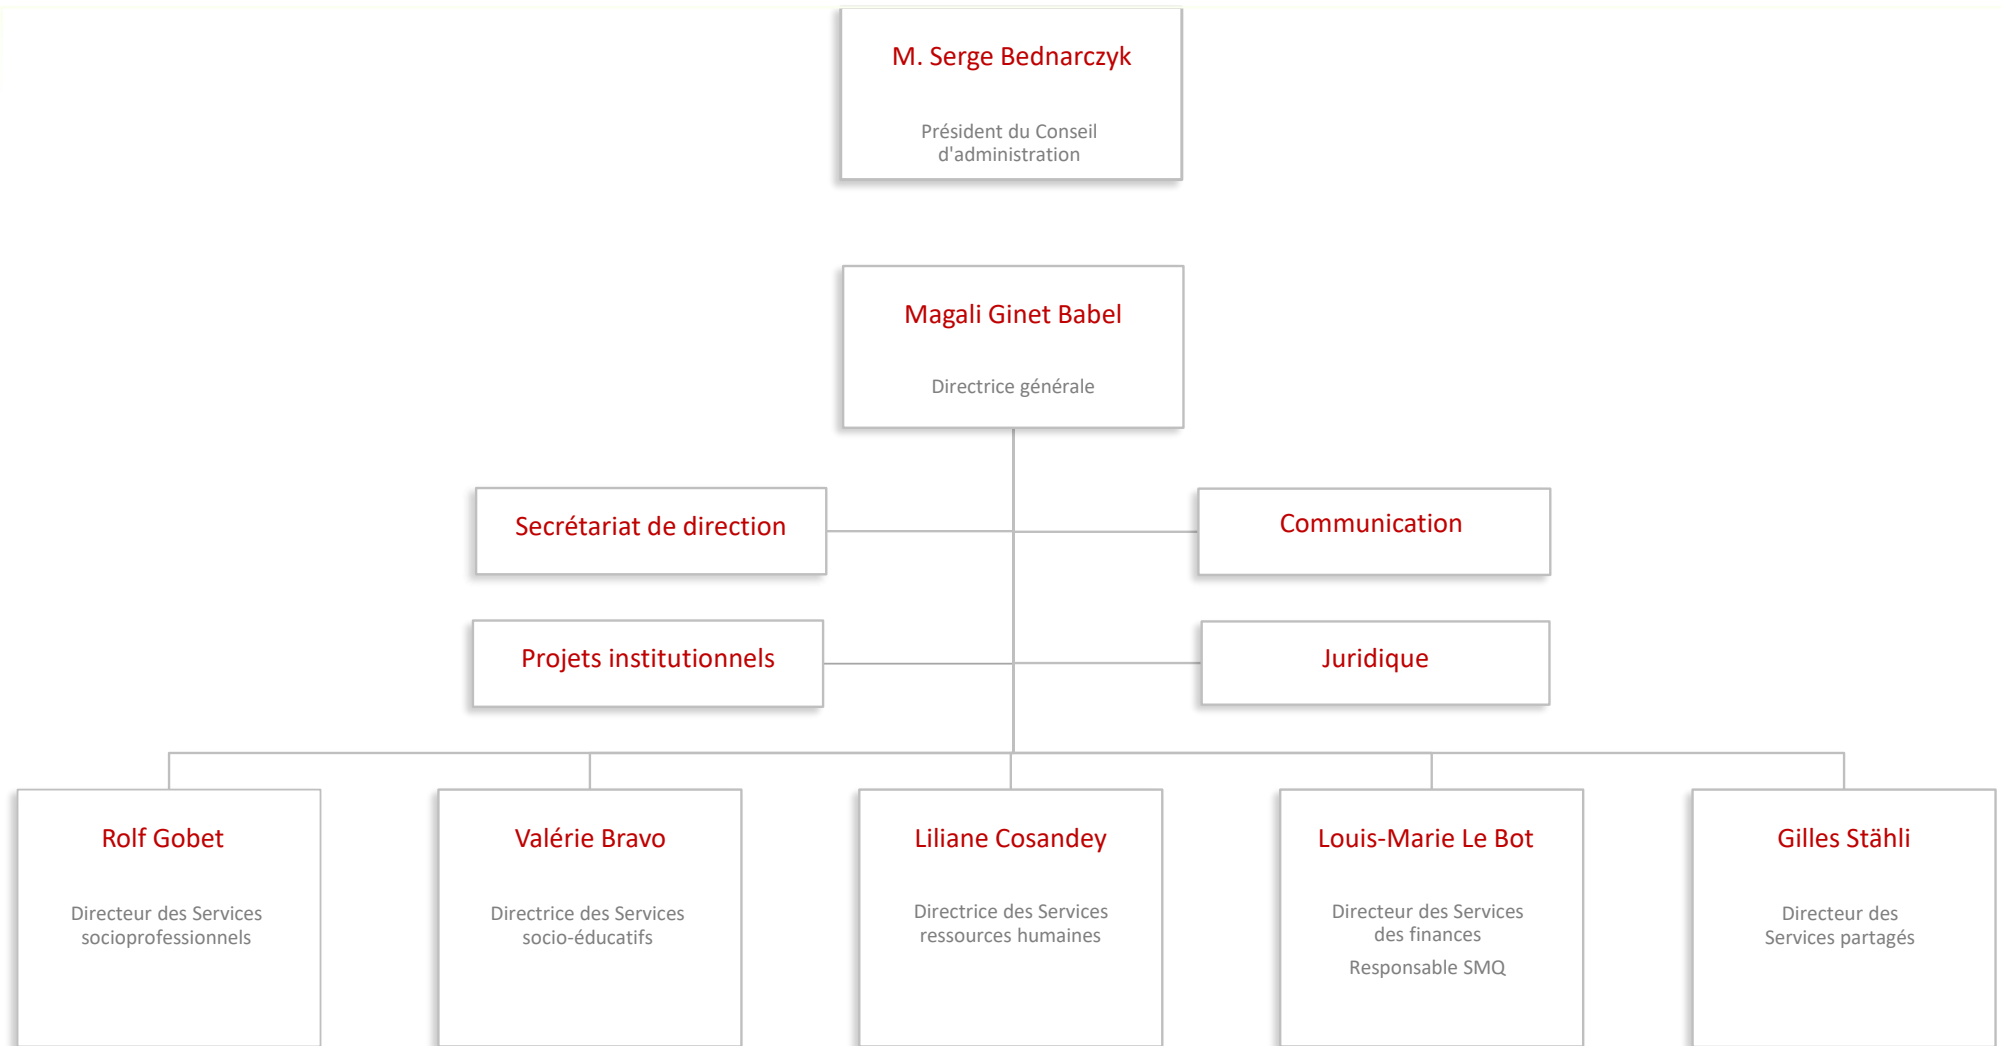 M. Serge Bednarczyk
Président du Conseil
d'administration
Magali Ginet Babel
Directrice générale
Secrétariat de direction
Communication
Projets institutionnels
Juridique
Rolf Gobet
Directeur des Services
socioprofessionnels
Valérie Bravo
Directrice des Services
socio-éducatifs
Liliane Cosandey
Directrice des Services
ressources humaines
Louis-Marie Le Bot
Directeur des Services
des finances
Responsable SMQ
Gilles Stähli
Directeur des
Services partagés